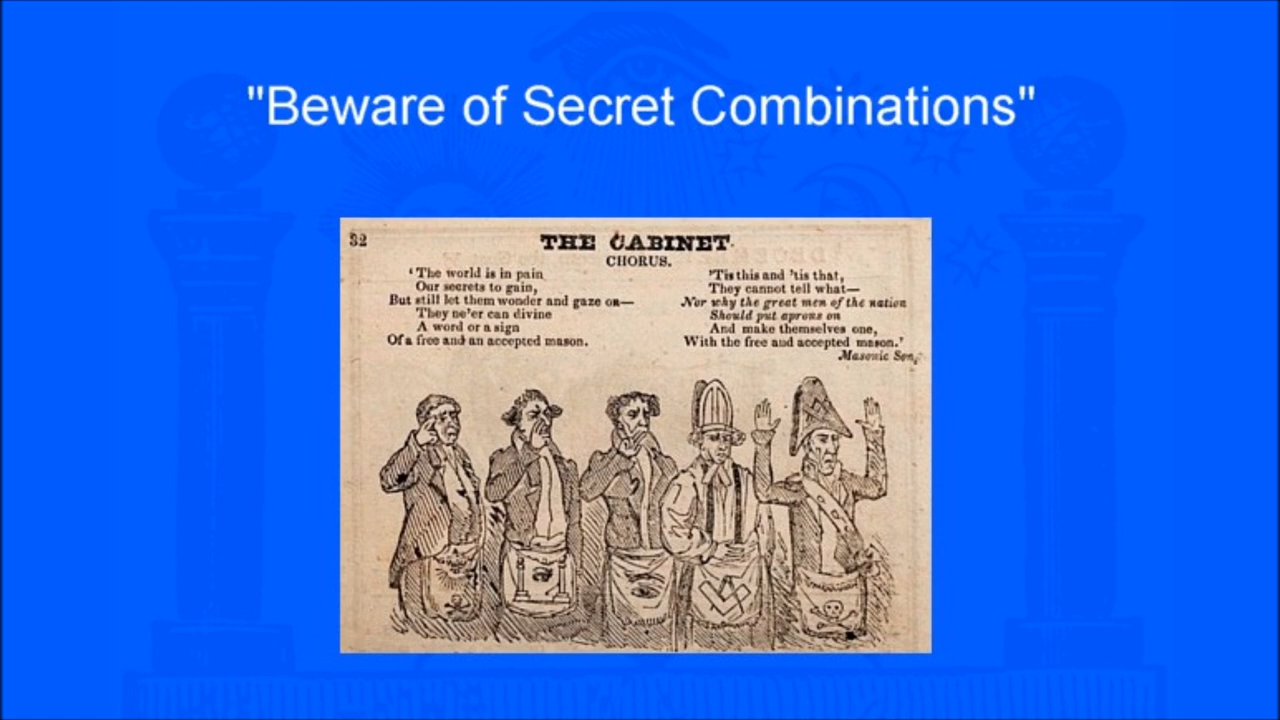 "Beware of Secret Combinations"
32
THE CABINET
CHORUS.
‘The world is in pain
Our secrets to gain,
But still let them wonder and gaze on—
They ne'er can divine
A word or a sign
Of a free and an accepted mason.
'Tis this and 'tis that,
They cannot tell what—
Nor why the great men of the nation
Should put aprons on
And make themselves one,
With the free and accepted mason.’
Masonic Song